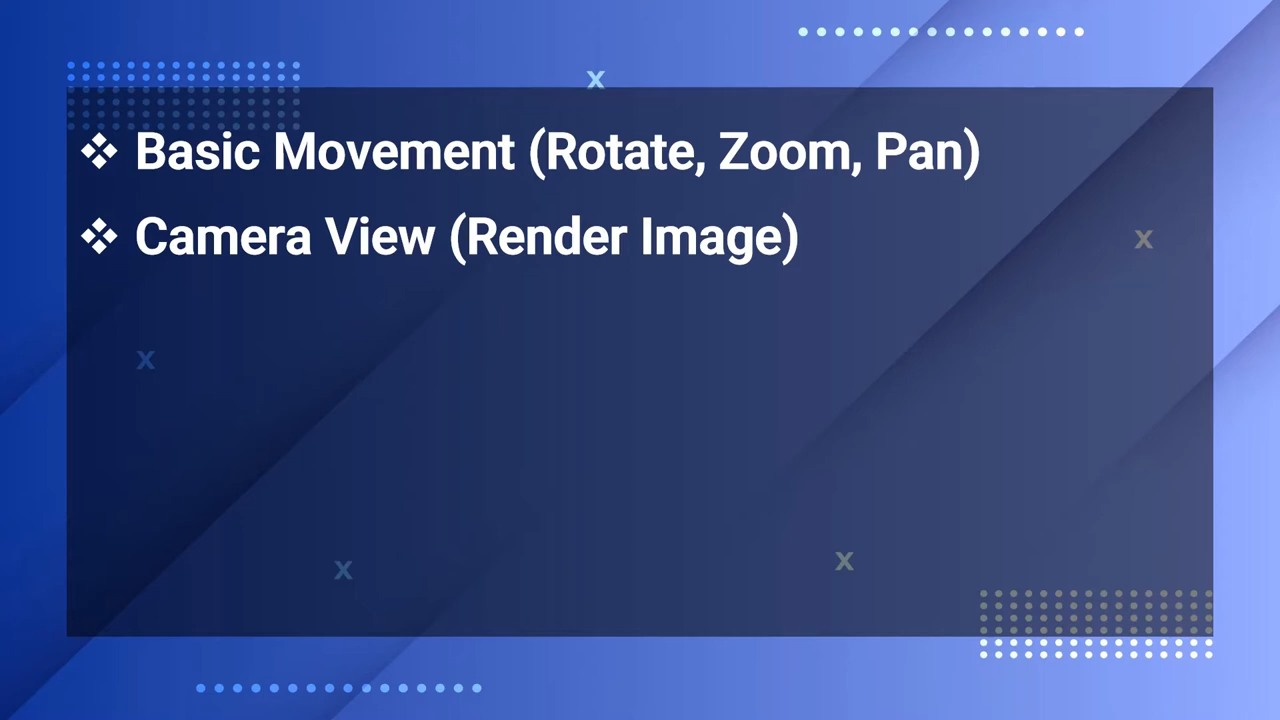 ❖ Basic Movement (Rotate, Zoom, Pan)
❖ Camera View (Render Image)